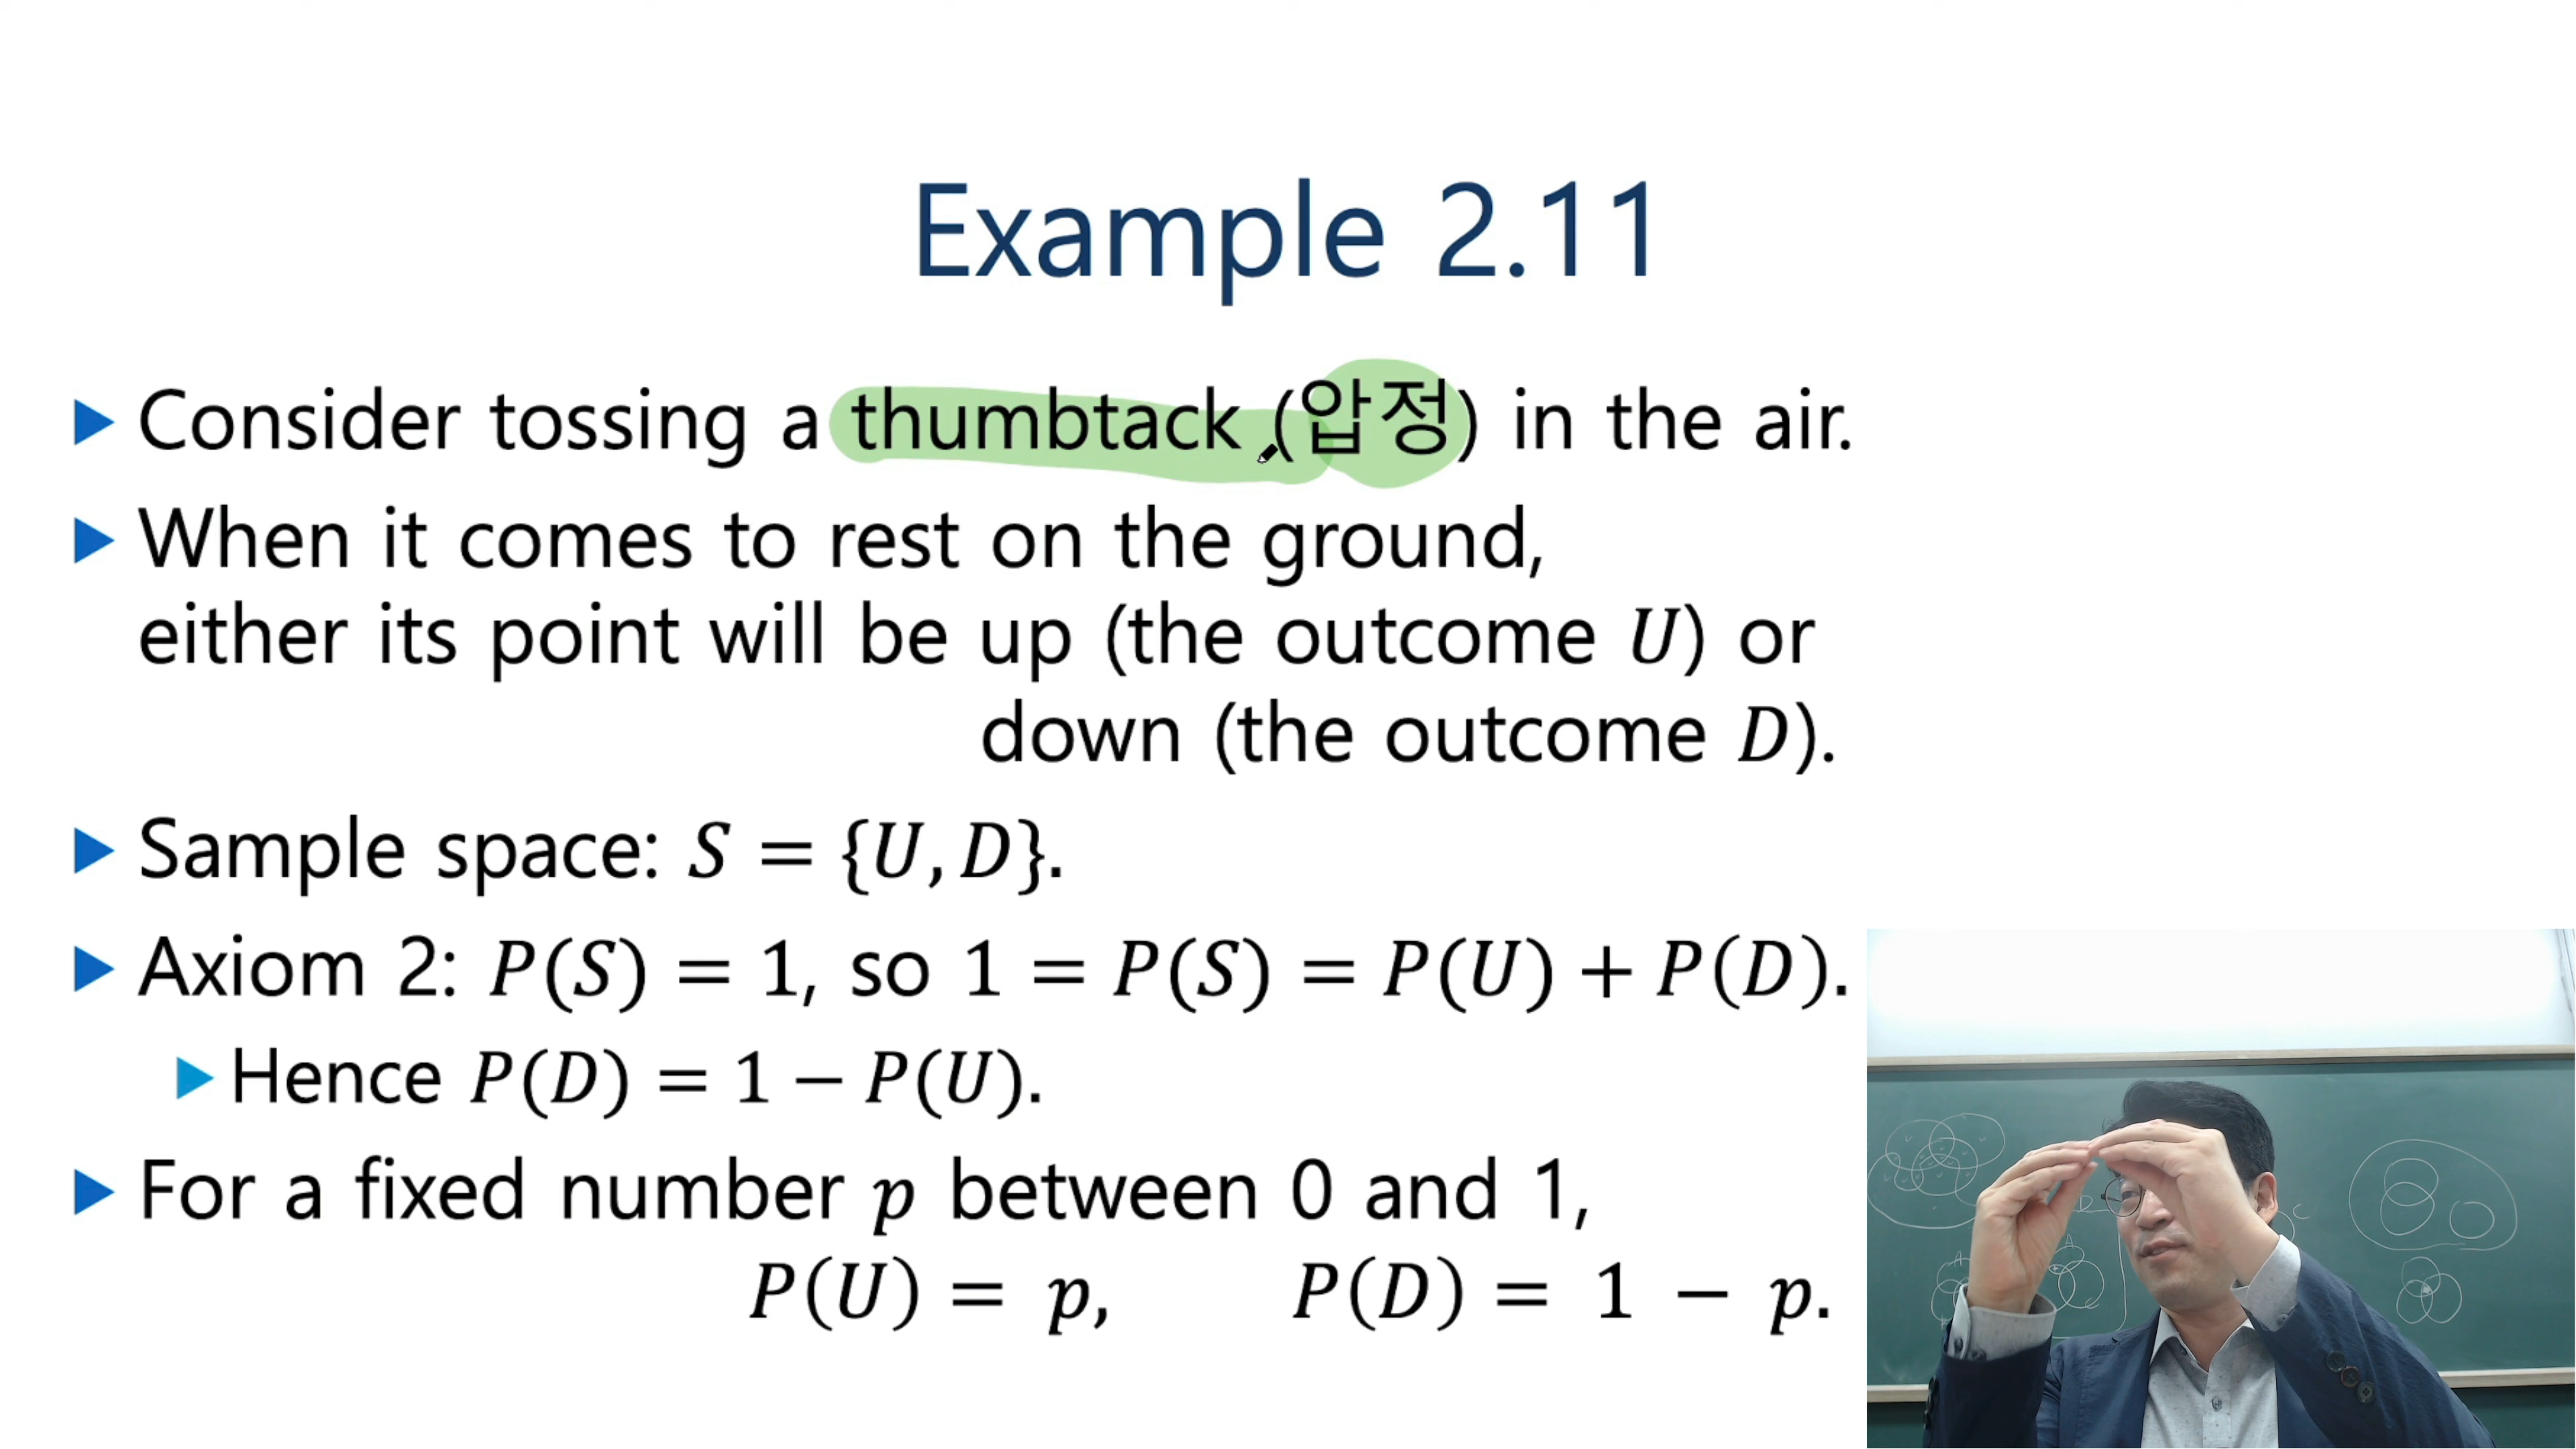 Example 2.11
Consider tossing a thumbtack (압정) in the air.
When it comes to rest on the ground,
either its point will be up (the outcome U) or
down (the outcome D).
Sample space: S = {U, D}.
Axiom 2: P(S) = 1, so 1 = P(S) = P(U) + P(D).
Hence P(D) = 1 − P(U).
For a fixed number p between 0 and 1,
P(U) = p, P(D) = 1 − p.